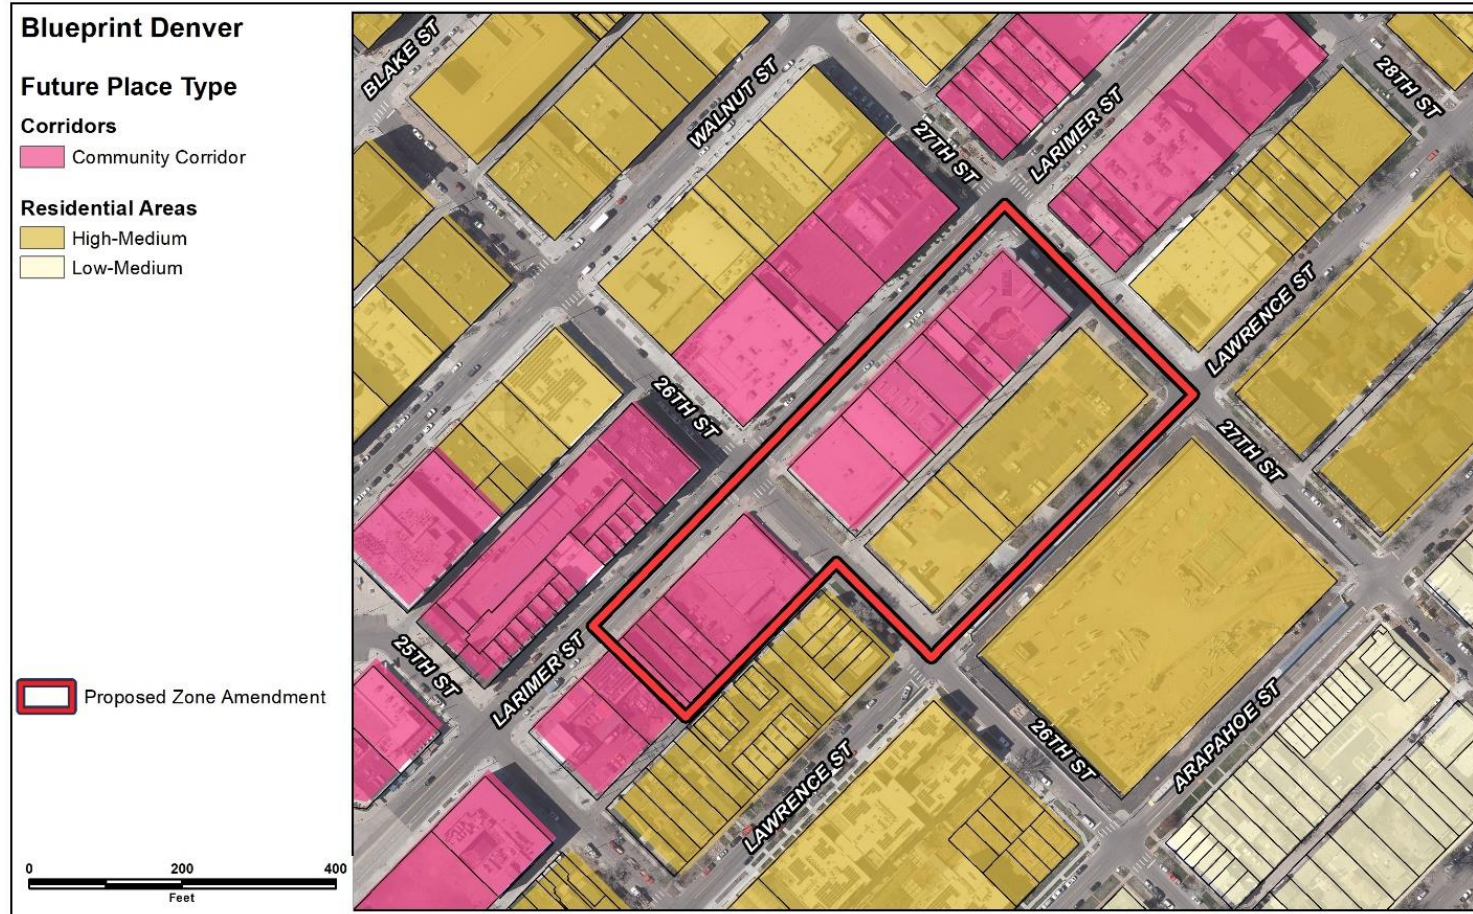 Blueprint Denver
Future Place Type
Corridors
Community Corridor
Residential Areas
High-Medium
Low-Medium
Proposed Zone Amendment
0 200 400
Feet
BLAKE ST
WALNUT ST
27TH ST
LARIMER ST
28TH ST
LAWRENCE ST
26TH ST
27TH ST
25TH ST
LARIMER ST
LAWRENCE ST
26TH ST
ARAPAHOE ST